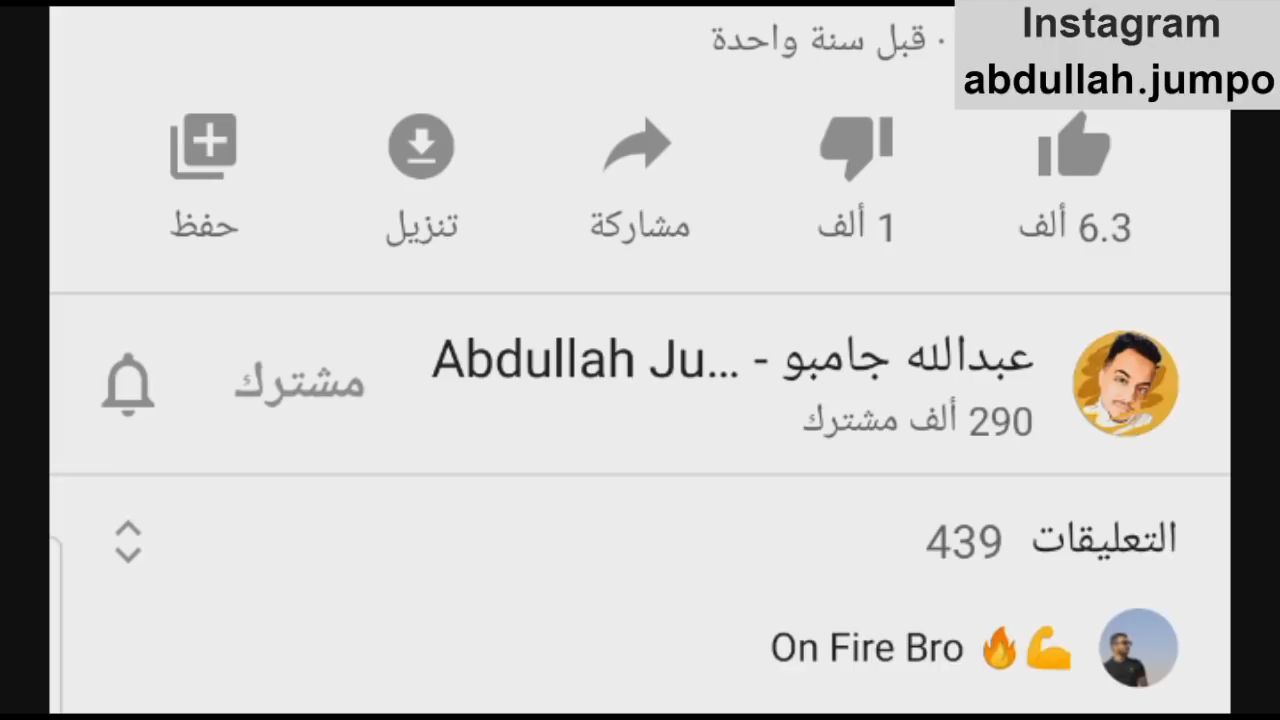 Instagram
abdullah.jumpo
· قبل سنة واحدة
6.3 ألف
1 ألف
مشاركة
تنزيل
حفظ
عبدالله جامبو - Abdullah Ju...
290 ألف مشترك
مشترك
التعليقات 439
On Fire Bro 🔥💪